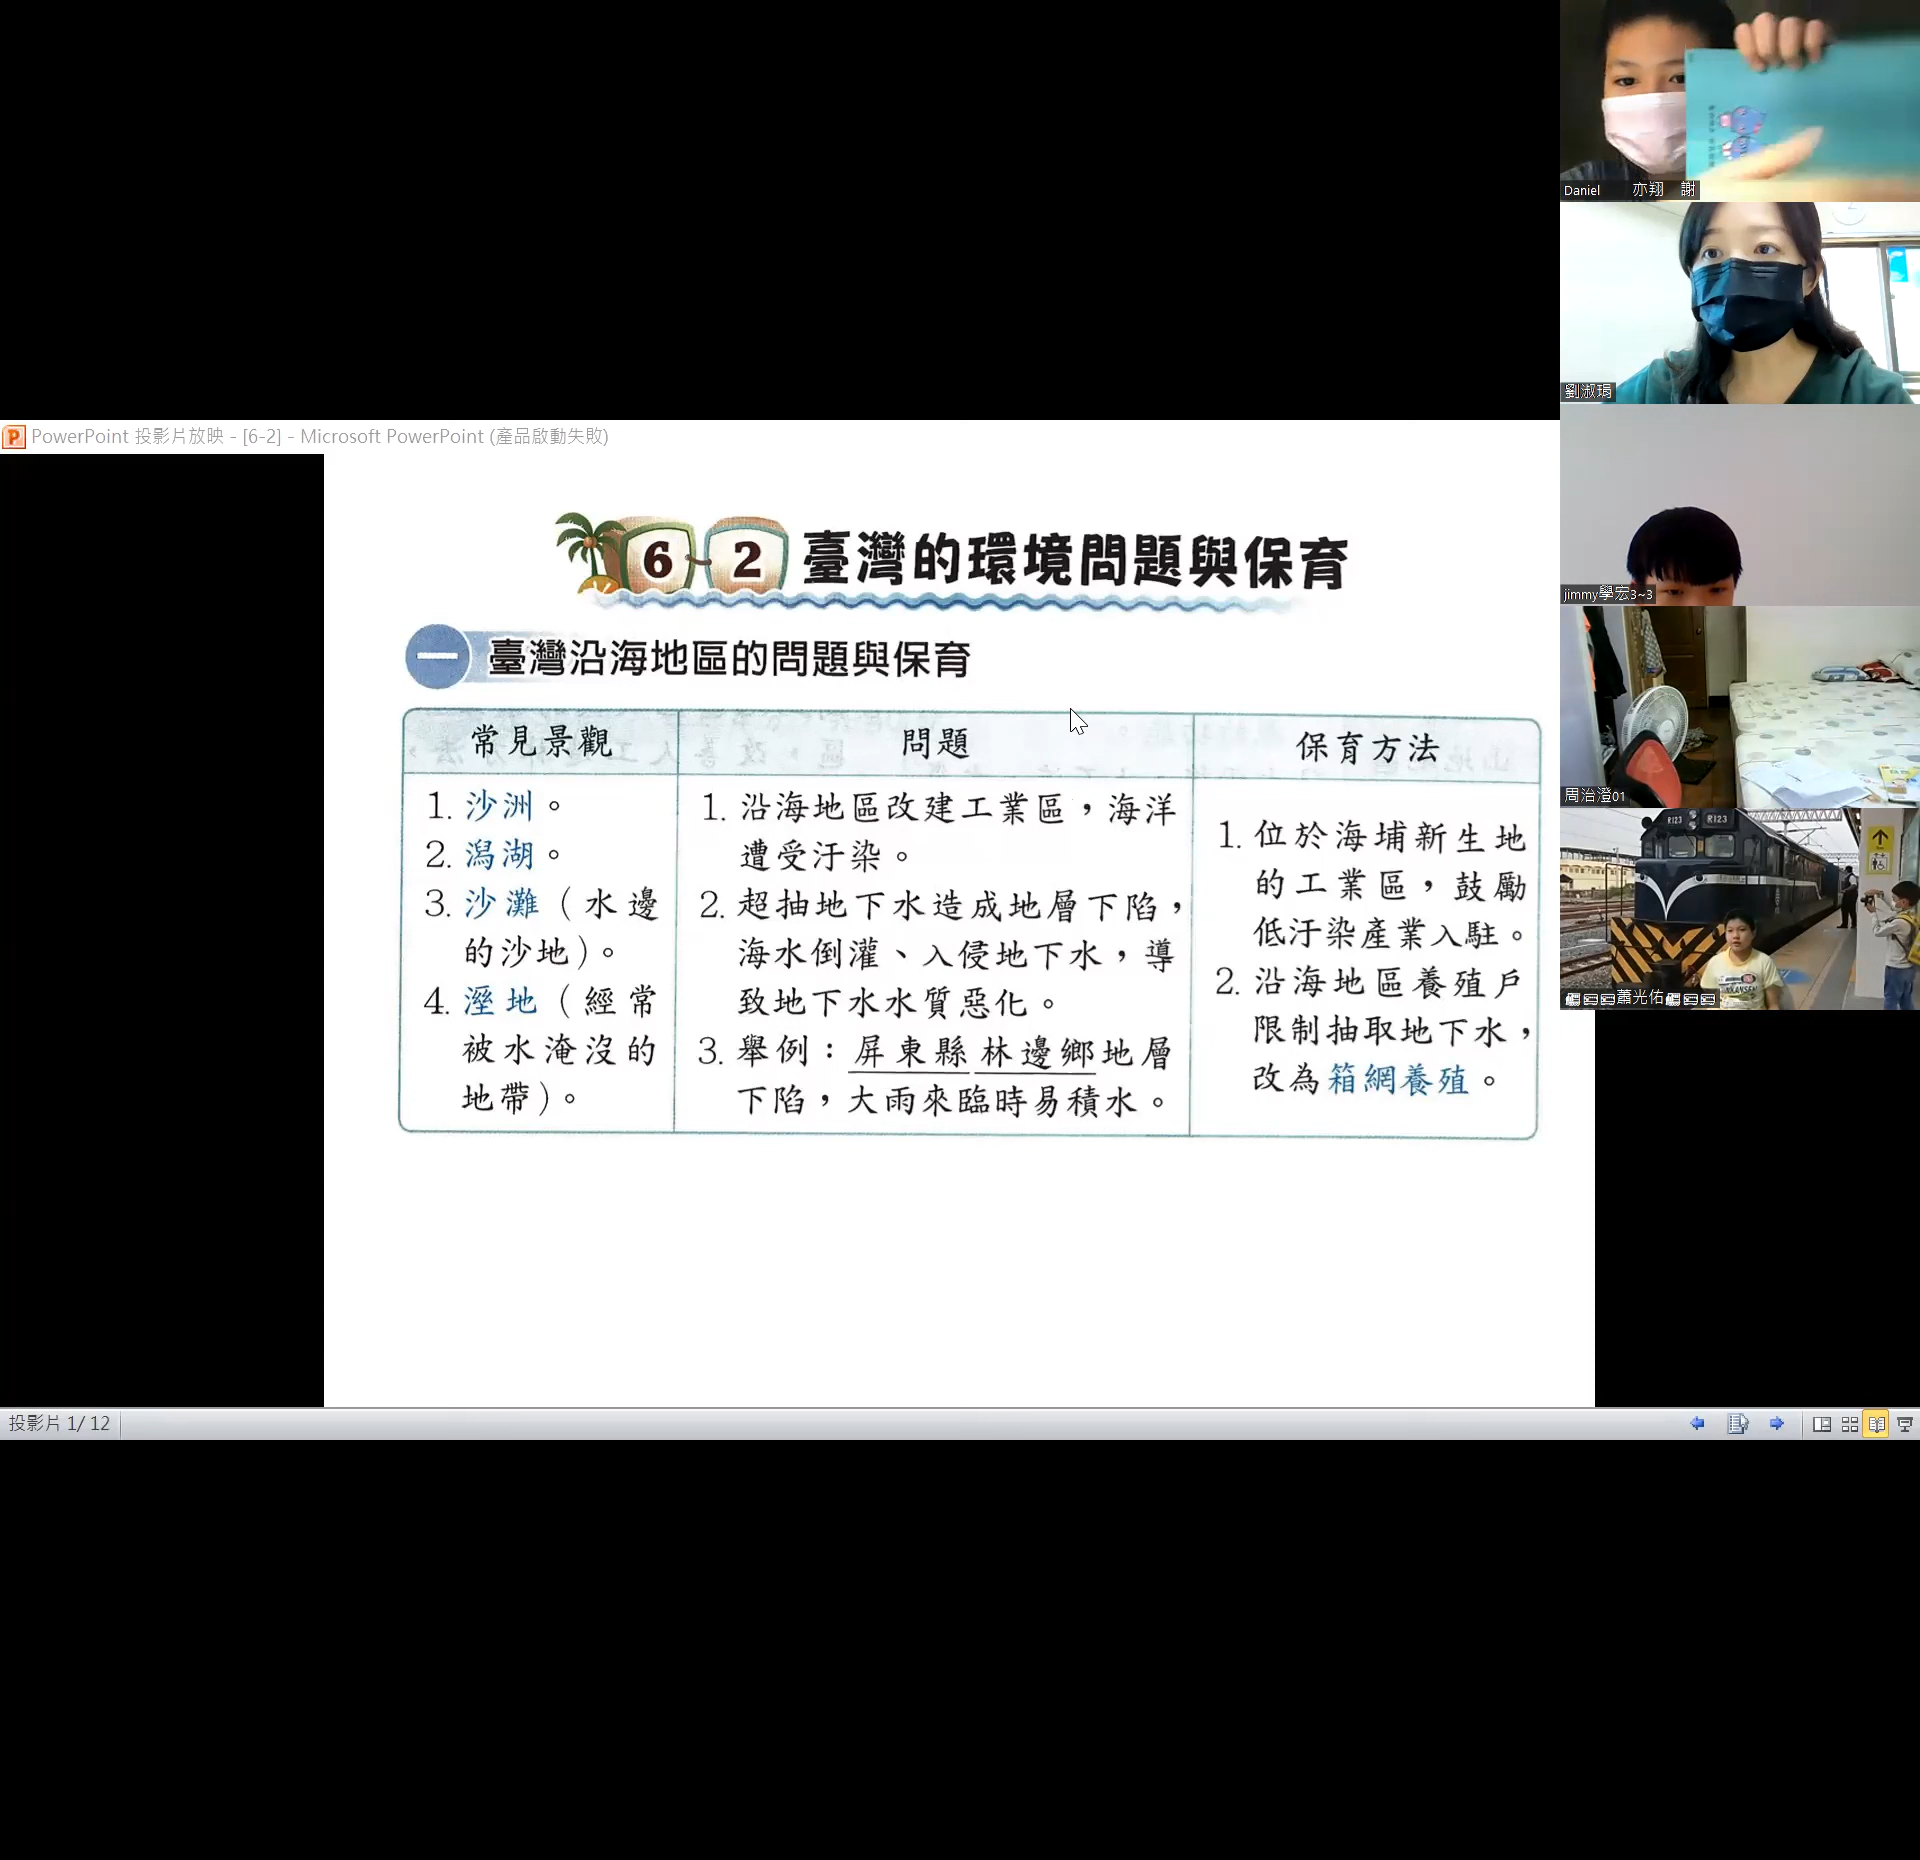 Daniel 亦翔 謝
劉淑琄
jimmy學宏3~3
周治澄01
R123
R123
蕭光佑
PowerPoint 投影片放映 - [6-2] - Microsoft PowerPoint (產品啟動失敗)
6-2 臺灣的環境問題與保育
一 臺灣沿海地區的問題與保育
常見景觀
1. 沙洲。
2. 潟湖。
3. 沙灘（水邊
的沙地）。
4. 溼地（經常
被水淹沒的
地帶）。
問題
1. 沿海地區改建工業區，海洋
遭受汙染。
2. 超抽地下水造成地層下陷，
海水倒灌、入侵地下水，導
致地下水水質惡化。
3. 舉例：屏東縣林邊鄉地層
下陷，大雨來臨時易積水。
保育方法
1. 位於海埔新生地
的工業區，鼓勵
低汙染產業入駐。
2. 沿海地區養殖戶
限制抽取地下水，
改為箱網養殖。
投影片 1/ 12